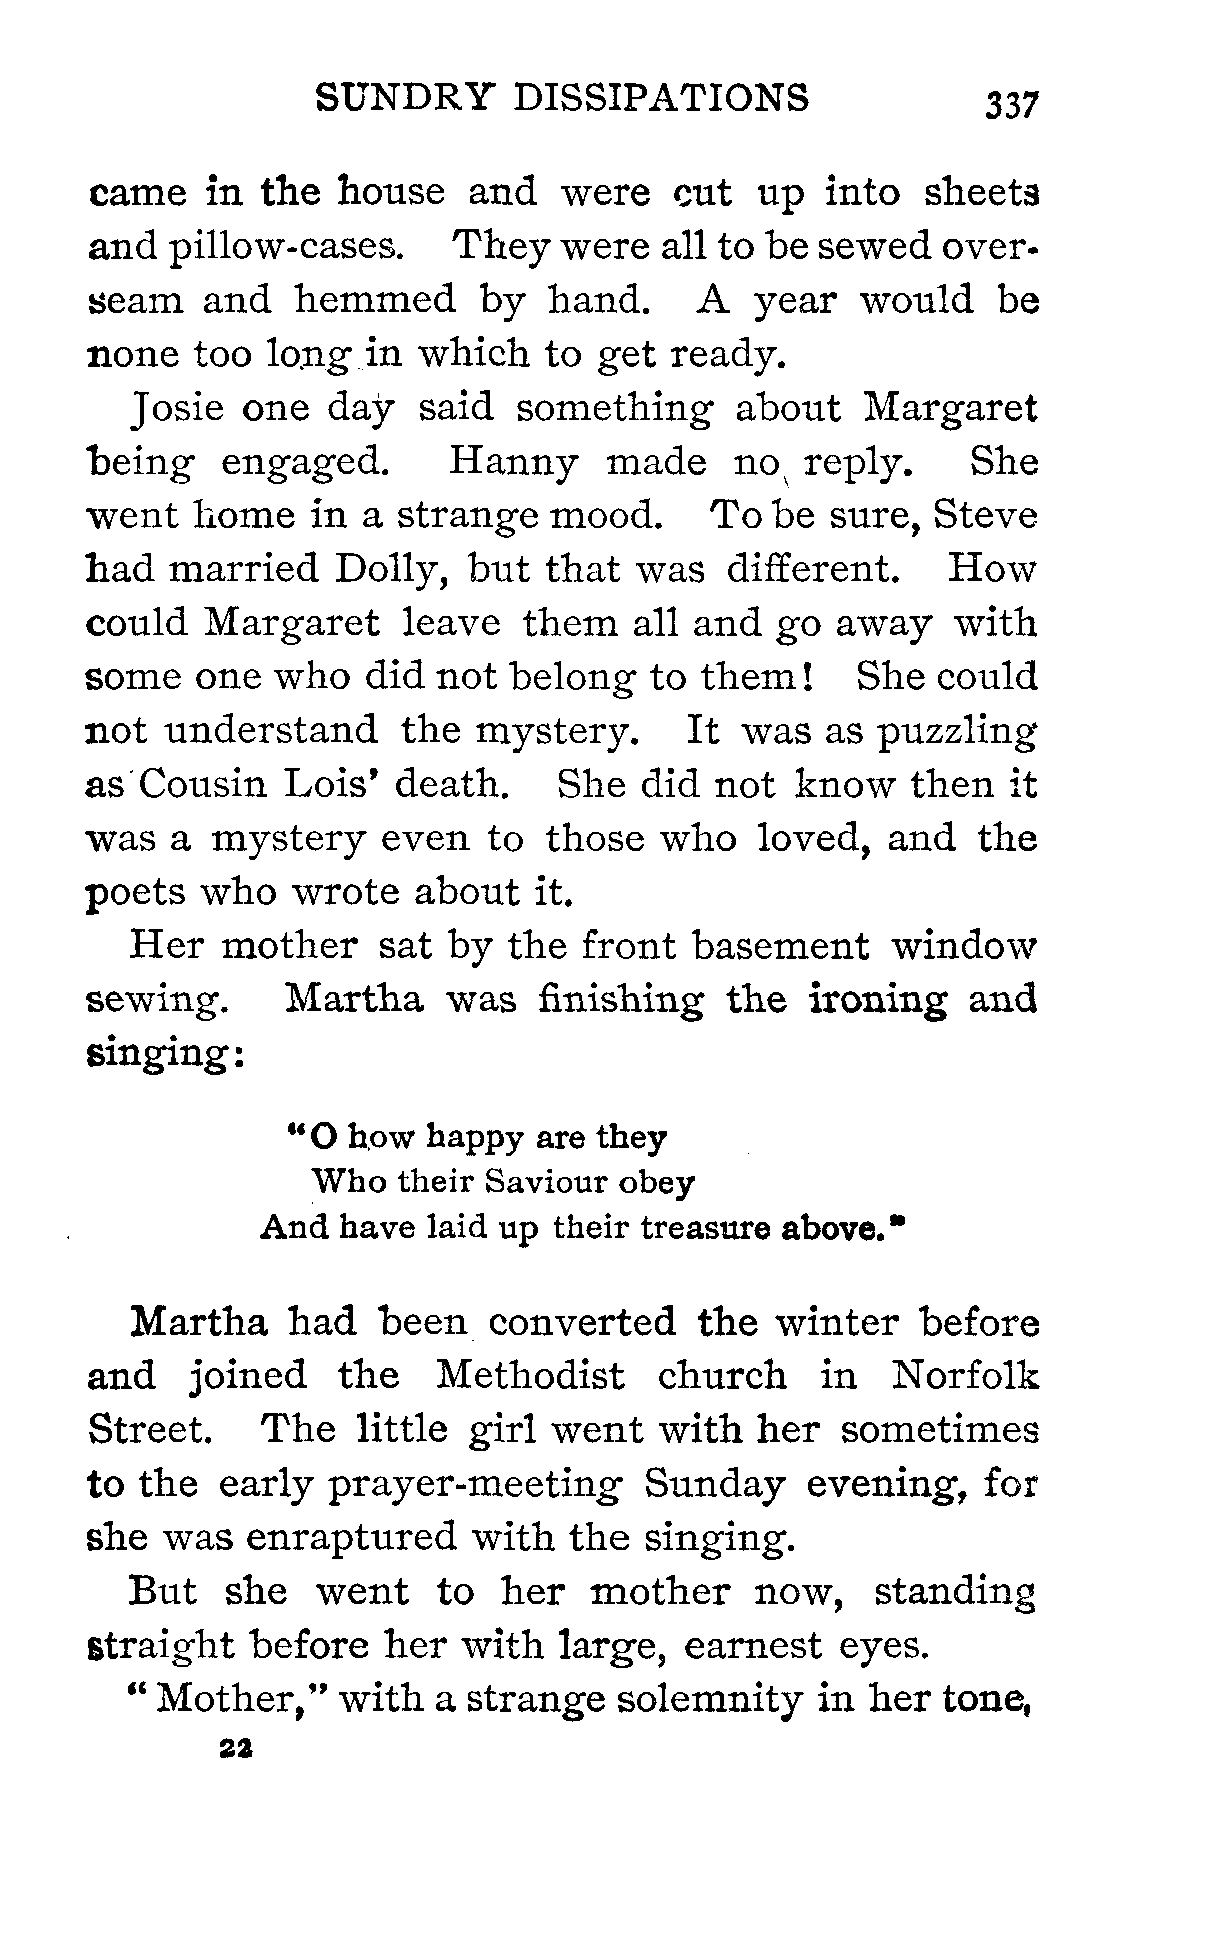 SUNDRY DISSIPATIONS 337
came in the house and were cut up into sheets
and pillow-cases. They were all to be sewed over-
seam and hemmed by hand. A year would be
none too long in which to get ready.
Josie one day said something about Margaret
being engaged. Hanny made no reply. She
went home in a strange mood. To be sure, Steve
had married Dolly, but that was different. How
could Margaret leave them all and go away with
some one who did not belong to them! She could
not understand the mystery. It was as puzzling
as Cousin Lois' death. She did not know then it
was a mystery even to those who loved, and the
poets who wrote about it.
Her mother sat by the front basement window
sewing. Martha was finishing the ironing and
singing:
"O how happy are they
Who their Saviour obey
And have laid up their treasure above."
Martha had been converted the winter before
and joined the Methodist church in Norfolk
Street. The little girl went with her sometimes
to the early prayer-meeting Sunday evening, for
she was enraptured with the singing.
But she went to her mother now, standing
straight before her with large, earnest eyes.
"Mother," with a strange solemnity in her tone,
22